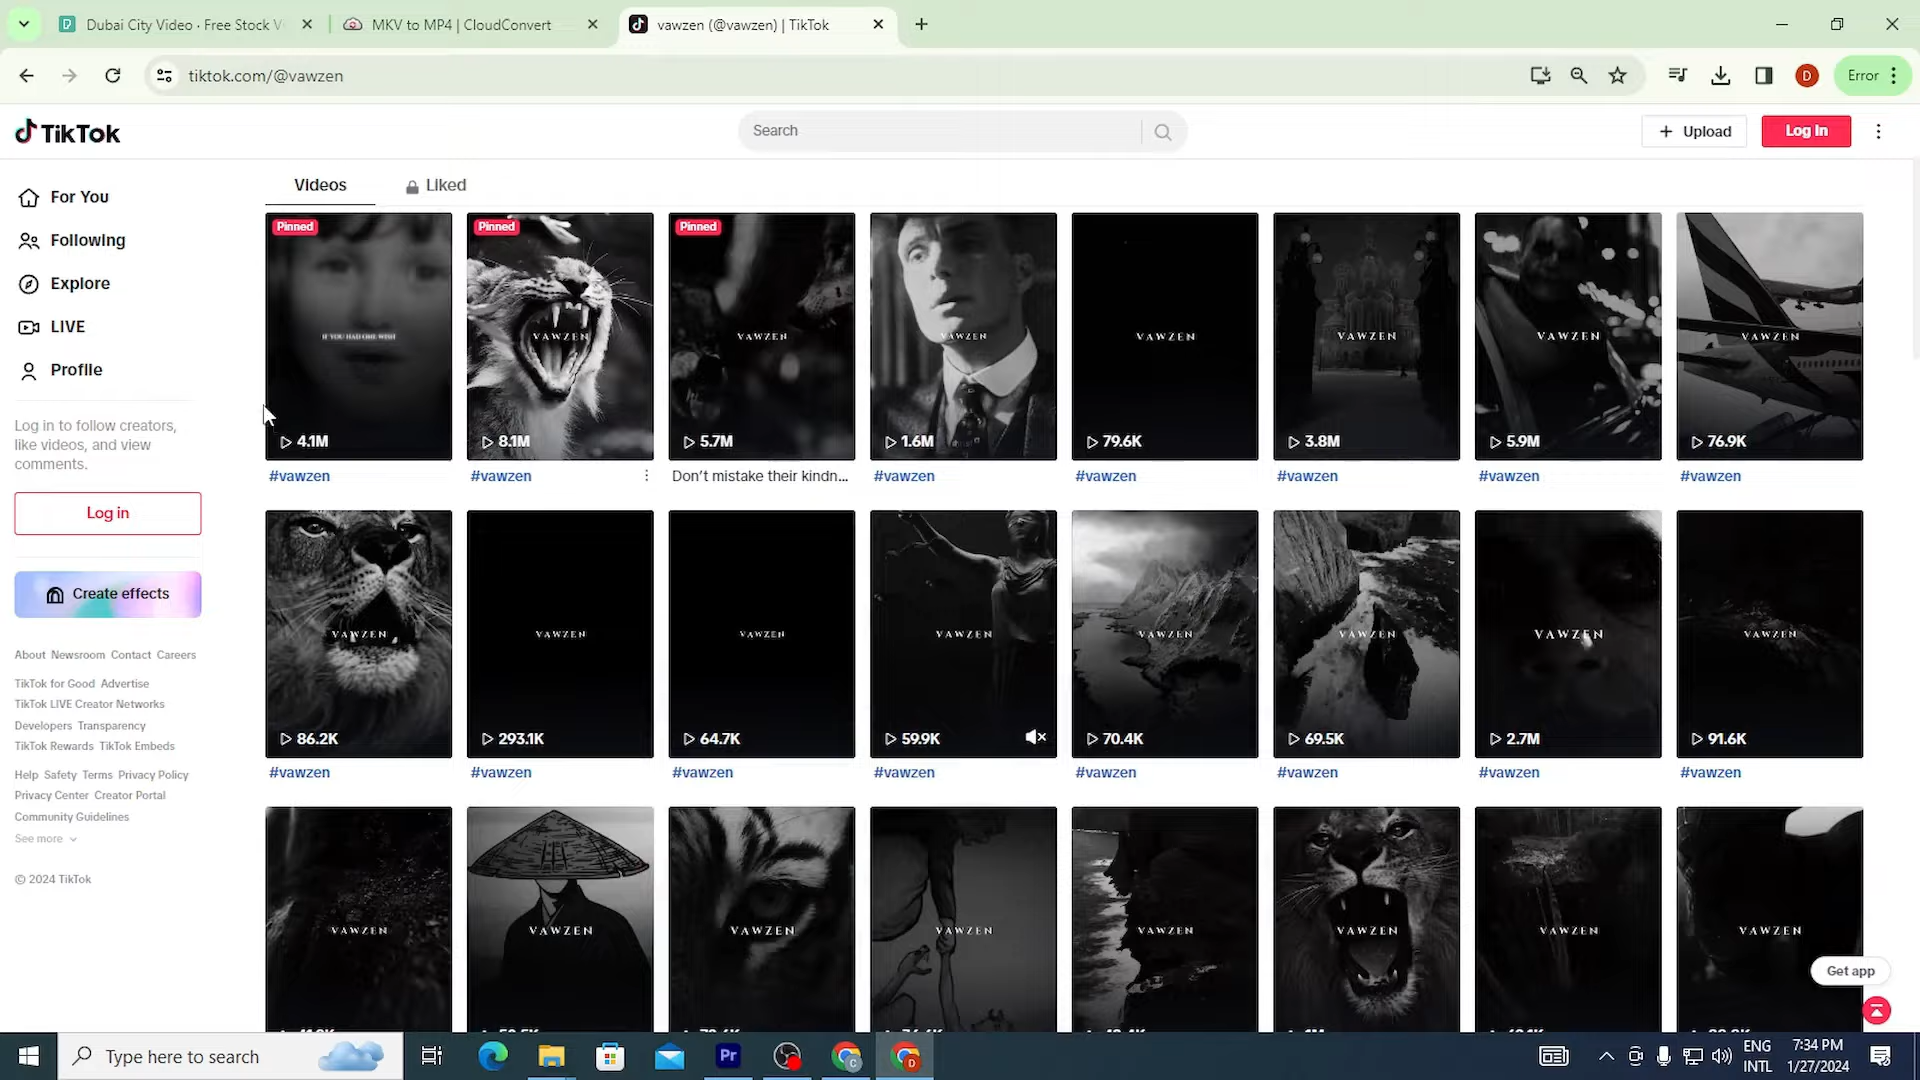 Dubai City Video · Free Stock V
MKV to MP4 | CloudConvert
vawzen (@vawzen) | TikTok
tiktok.com/@vawzen
D
Error
TikTok
Search
Upload
Log in
For You
Following
Explore
LIVE
Profile
Log in to follow creators,
like videos, and view
comments.
Log in
Create effects
About Newsroom Contact Careers
TikTok for Good Advertise
TikTok LIVE Creator Networks
Developers Transparency
TikTok Rewards TikTok Embeds
Help Safety Terms Privacy Policy
Privacy Center Creator Portal
Community Guidelines
See more
© 2024 TikTok
Videos
Liked
Pinned
Pinned
Pinned
IF YOU HAD ONE WISH
VAWZEN
VAWZEN
VAWZEN
VAWZEN
VAWZEN
VAWZEN
VAWZEN
4.1M
8.1M
5.7M
1.6M
79.6K
3.8M
5.9M
76.9K
#vawzen
#vawzen
Don't mistake their kindn...
#vawzen
#vawzen
#vawzen
#vawzen
#vawzen
VAWZEN
VAWZEN
VAWZEN
VAWZEN
VAWZEN
VAWZEN
VAWZEN
VAWZEN
86.2K
293.1K
64.7K
59.9K
70.4K
69.5K
2.7M
91.6K
#vawzen
#vawzen
#vawzen
#vawzen
#vawzen
#vawzen
#vawzen
#vawzen
VAWZEN
VAWZEN
VAWZEN
VAWZEN
VAWZEN
VAWZEN
VAWZEN
VAWZEN
Get app
Type here to search
Pr
C
D
ENG
INTL
7:34 PM
1/27/2024